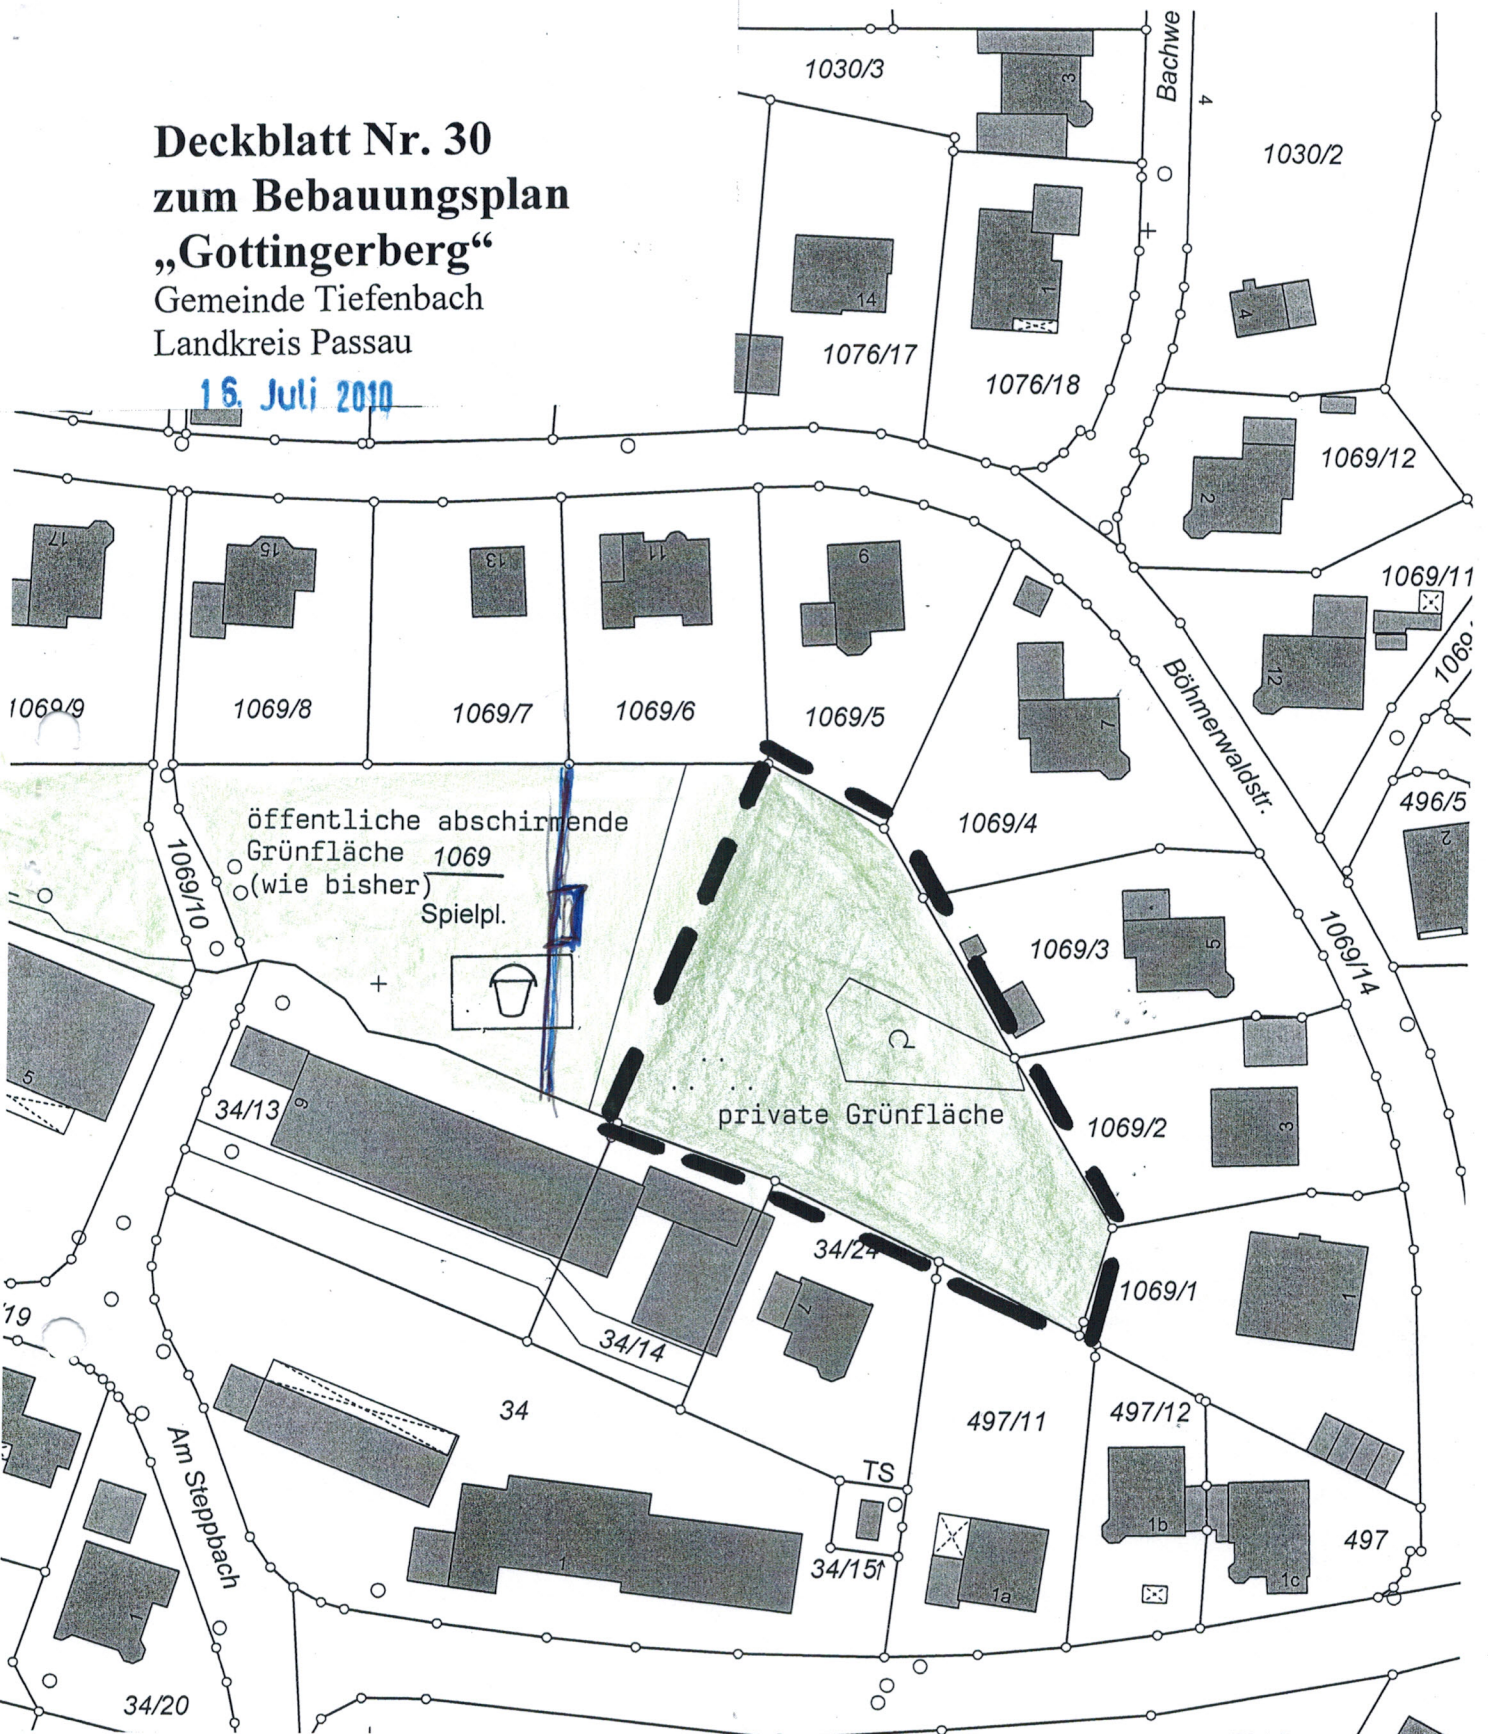 Deckblatt Nr. 30
zum Bebauungsplan
„Gottingerberg“
Gemeinde Tiefenbach
Landkreis Passau
16. Juli 2010
1030/3
3
Bachwe
4
1030/2
14
1
4
1076/17
1076/18
1069/12
2
17
15
13
11
9
1069/11
1069
12
1069/9
1069/8
1069/7
1069/6
1069/5
7
Böhmerwaldstr.
1069/4
496/5
2
öffentliche abschirmende
Grünfläche
1069
(wie bisher)
Spielpl.
1069/10
1069/3
5
1069/14
5
34/13
9
private Grünfläche
1069/2
3
34/24
1069/1
1
/19
7
34/14
34
497/11
497/12
Am Steppbach
TS
1b
497
1
34/15
1a
1c
1
34/20